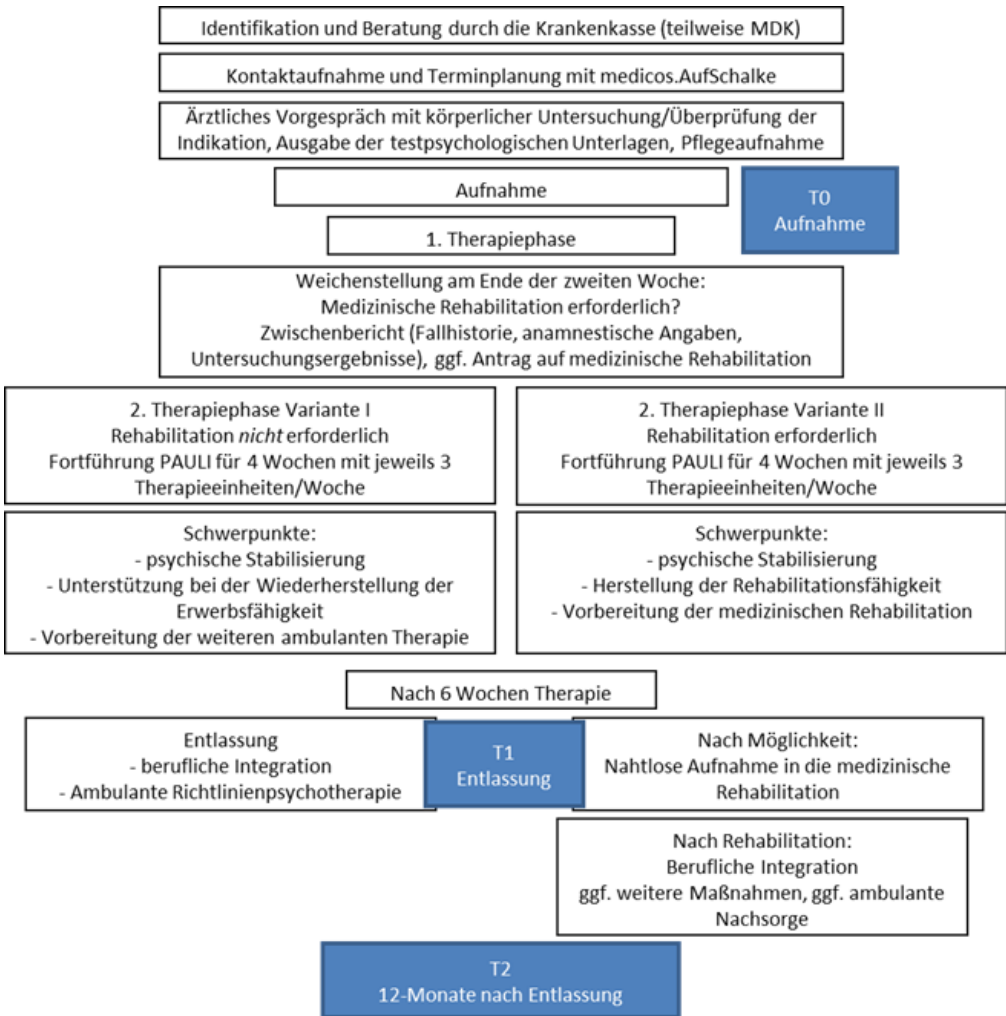 Identifikation und Beratung durch die Krankenkasse (teilweise MDK)
Kontaktaufnahme und Terminplanung mit medicos.AufSchalke
Ärztliches Vorgespräch mit körperlicher Untersuchung/Überprüfung der
Indikation, Ausgabe der testpsychologischen Unterlagen, Pflegeaufnahme
Aufnahme
T0
Aufnahme
1. Therapiephase
Weichenstellung am Ende der zweiten Woche:
Medizinische Rehabilitation erforderlich?
Zwischenbericht (Fallhistorie, anamnestische Angaben,
Untersuchungsergebnisse), ggf. Antrag auf medizinische Rehabilitation
2. Therapiephase Variante I
Rehabilitation nicht erforderlich
Fortführung PAULI für 4 Wochen mit jeweils 3
Therapieeinheiten/Woche
2. Therapiephase Variante II
Rehabilitation erforderlich
Fortführung PAULI für 4 Wochen mit jeweils 3
Therapieeinheiten/Woche
Schwerpunkte:
- psychische Stabilisierung
- Unterstützung bei der Wiederherstellung der
Erwerbsfähigkeit
- Vorbereitung der weiteren ambulanten Therapie
Schwerpunkte:
- psychische Stabilisierung
- Herstellung der Rehabilitationsfähigkeit
- Vorbereitung der medizinischen Rehabilitation
Nach 6 Wochen Therapie
Entlassung
- berufliche Integration
- Ambulante Richtlinienpsychotherapie
T1
Entlassung
Nach Möglichkeit:
Nahtlose Aufnahme in die medizinische
Rehabilitation
Nach Rehabilitation:
Berufliche Integration
ggf. weitere Maßnahmen, ggf. ambulante
Nachsorge
T2
12-Monate nach Entlassung